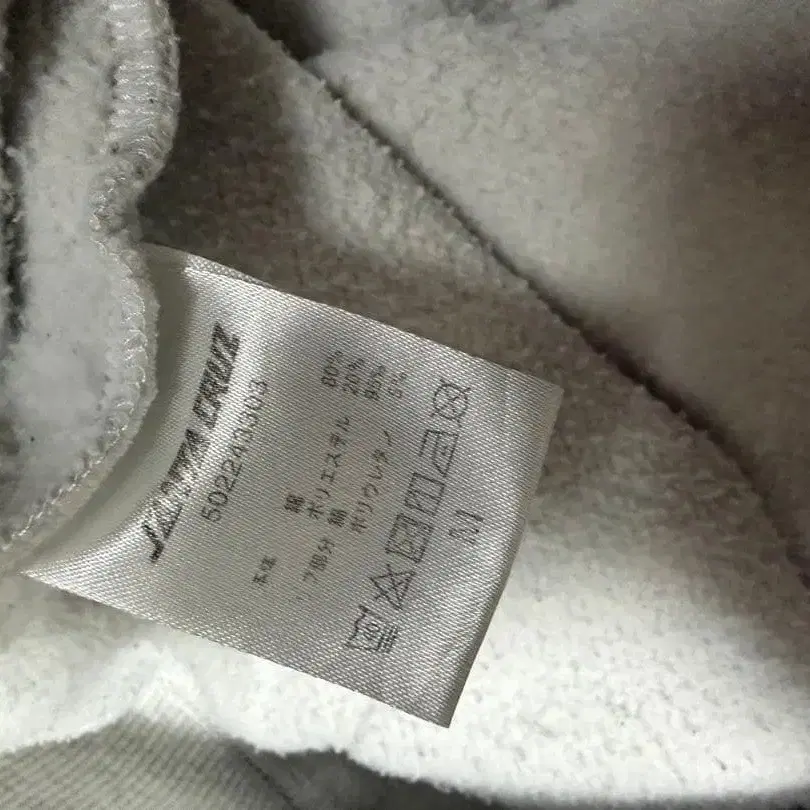 SANTA CRUZ
502243303
本体 綿 80%
ポリエステル 20%
リブ部分 綿 95%
ポリウレタン 5%
M